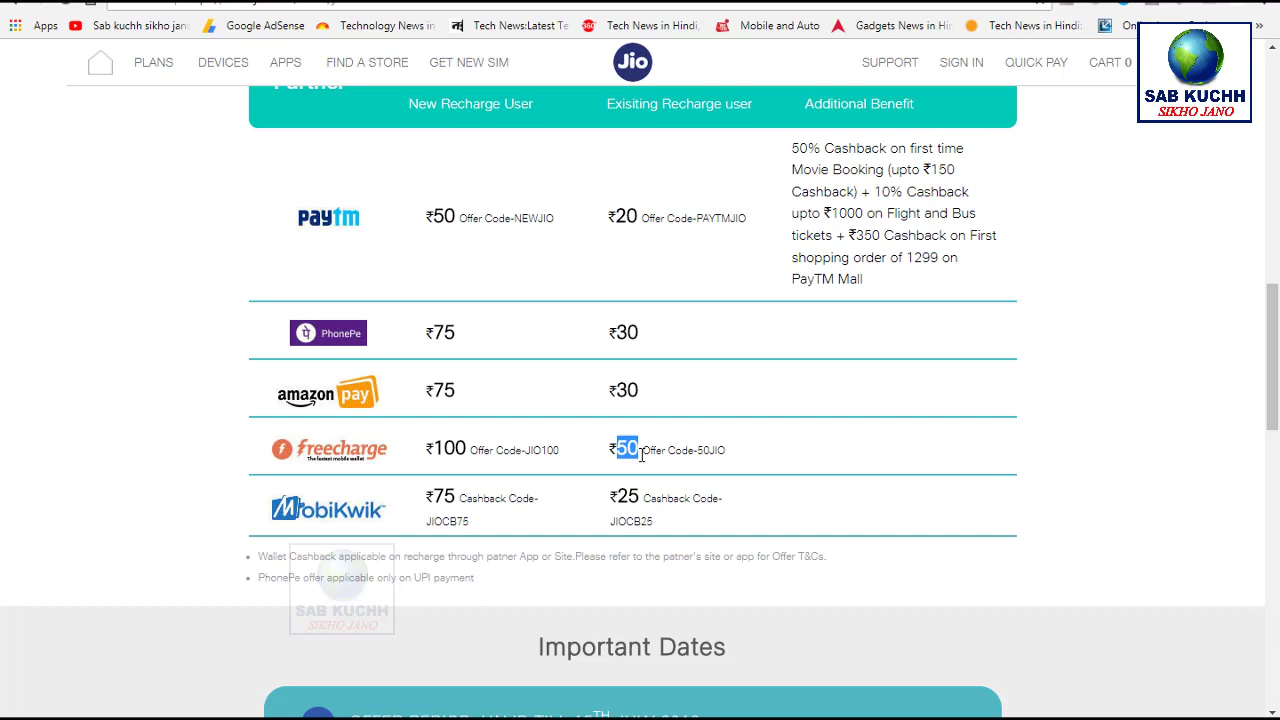 Apps
Sab kuchh sikho jano
Google AdSense
Technology News in
Tech News:Latest Te
Tech News in Hindi,
Mobile and Auto
Gadgets News in Hin
Tech News in Hindi:
»
PLANS
DEVICES
APPS
FIND A STORE
GET NEW SIM
Jio
SUPPORT
SIGN IN
QUICK PAY
CART 0
SAB KUCHH
SIKHO JANO
Partner
New Recharge User
Exisiting Recharge user
Additional Benefit
paytm
₹50 Offer Code-NEWJIO
₹20 Offer Code-PAYTMJIO
50% Cashback on first time
Movie Booking (upto ₹150
Cashback) + 10% Cashback
upto ₹1000 on Flight and Bus
tickets + ₹350 Cashback on First
shopping order of 1299 on
PayTM Mall
पे PhonePe
₹75
₹30
amazon pay
₹75
₹30
freecharge
The fastest mobile wallet
₹100 Offer Code-JIO100
₹50 Offer Code-50JIO
MobiKwik
₹75 Cashback Code-
JIOCB75
₹25 Cashback Code-
JIOCB25
• Wallet Cashback applicable on recharge through patner App or Site.Please refer to the patner's site or app for Offer T&Cs.
• PhonePe offer applicable only on UPI payment
SAB KUCHH
SIKHO JANO
Important Dates